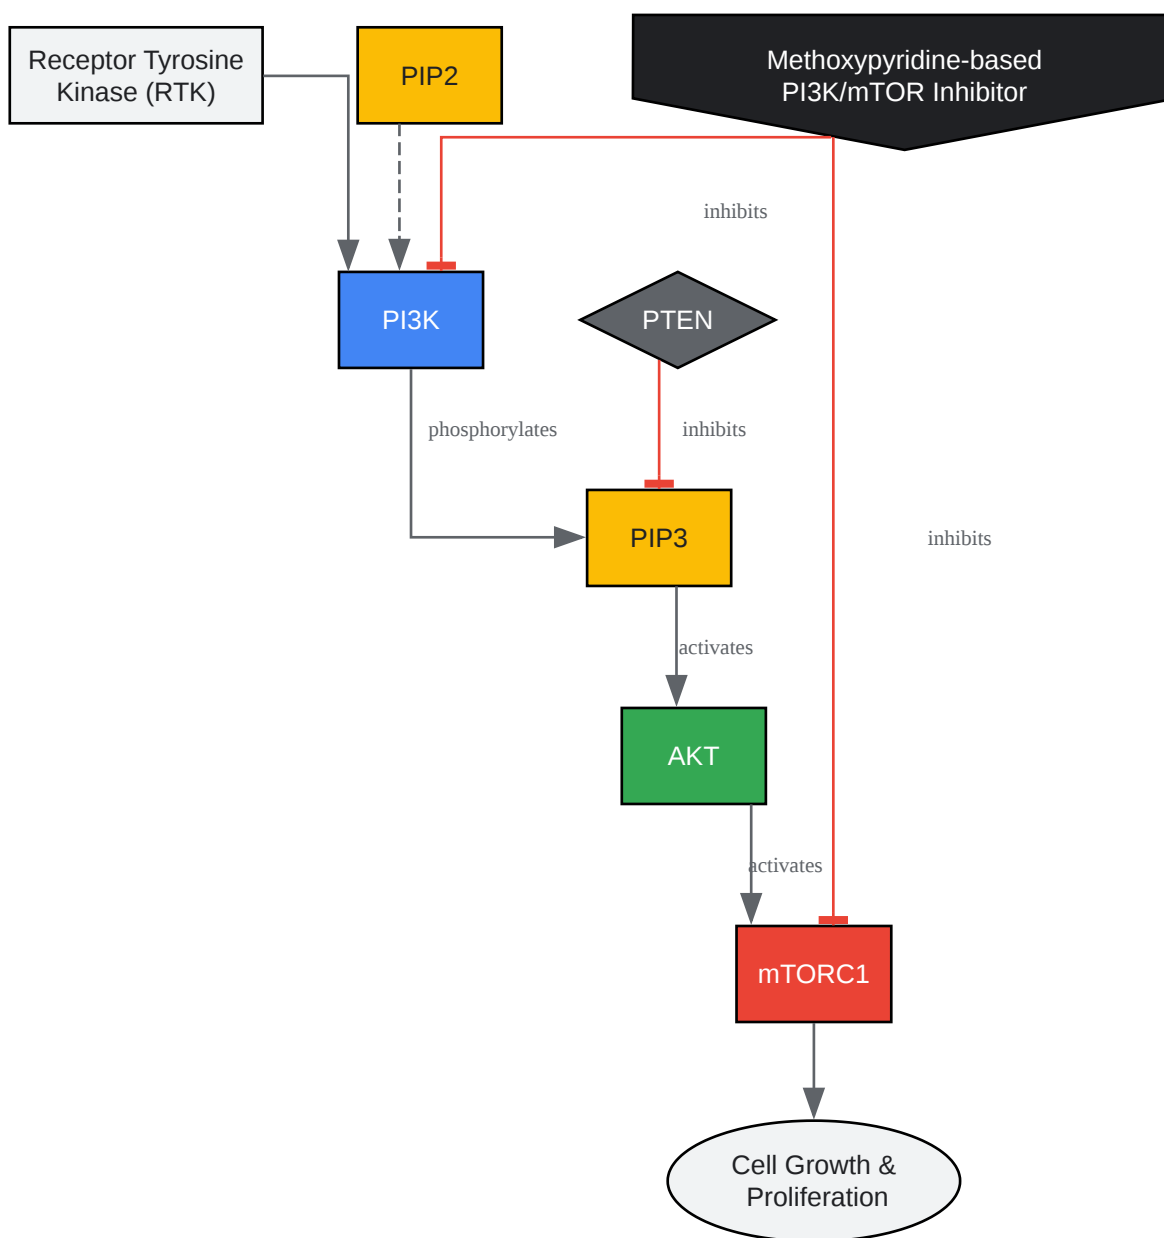 Receptor Tyrosine
Kinase (RTK)
PIP2
Methoxypyridine-based
PI3K/mTOR Inhibitor
inhibits
PI3K
PTEN
phosphorylates
inhibits
PIP3
inhibits
activates
AKT
activates
mTORC1
Cell Growth &
Proliferation